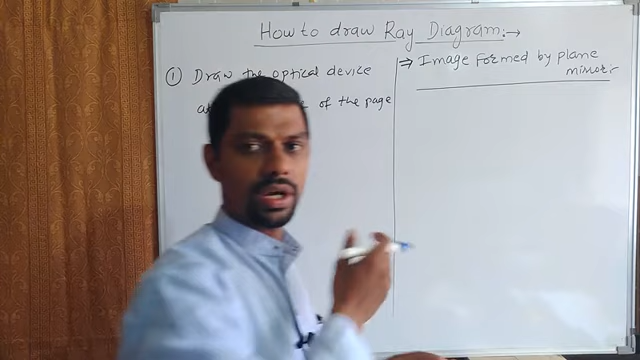 How to draw Ray Diagram:→
① Draw the optical device
of the page
⇒ Image formed by plane
mirror